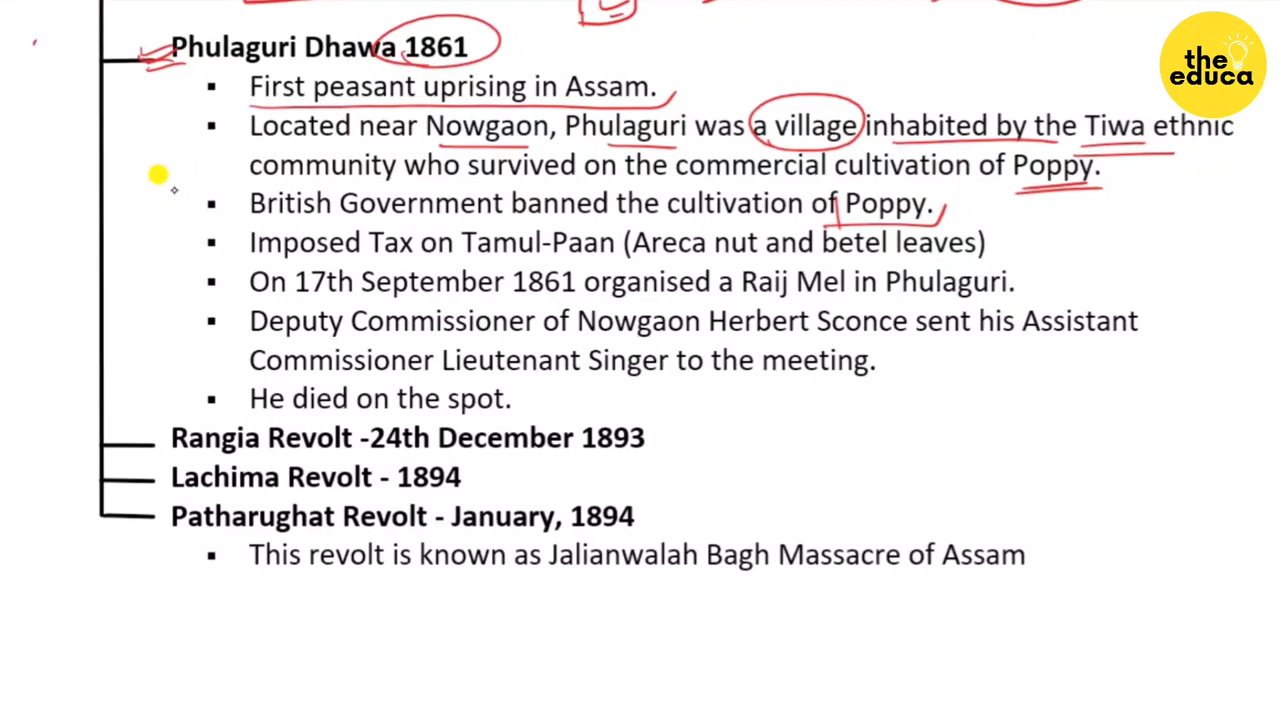 the
educa
Phulaguri Dhawa 1861
▪ First peasant uprising in Assam.
▪ Located near Nowgaon, Phulaguri was a village inhabited by the Tiwa ethnic
community who survived on the commercial cultivation of Poppy.
▪ British Government banned the cultivation of Poppy.
▪ Imposed Tax on Tamul-Paan (Areca nut and betel leaves)
▪ On 17th September 1861 organised a Raij Mel in Phulaguri.
▪ Deputy Commissioner of Nowgaon Herbert Sconce sent his Assistant
Commissioner Lieutenant Singer to the meeting.
▪ He died on the spot.
Rangia Revolt -24th December 1893
Lachima Revolt - 1894
Patharughat Revolt - January, 1894
▪ This revolt is known as Jalianwalah Bagh Massacre of Assam